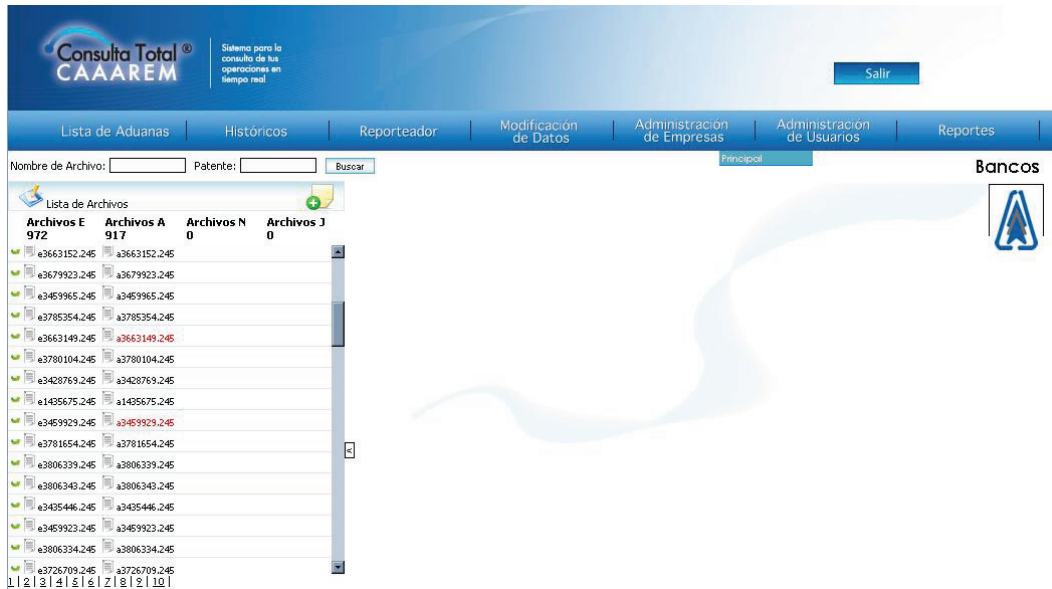 Consulta Total ®
CAAAREM
Sistema para la
consulta de tus
operaciones en
tiempo real
Salir
Lista de Aduanas | Históricos | Reporteador | Modificación de Datos | Administración de Empresas | Administración de Usuarios | Reportes
Nombre de Archivo: Patente: Buscar
Principal
Bancos
Lista de Archivos
Archivos E Archivos A Archivos N Archivos J
972 917 0 0
e3663152.245 a3663152.245
e3679923.245 a3679923.245
e3459965.245 a3459965.245
e3785354.245 a3785354.245
e3663149.245 a3663149.245
e3780104.245 a3780104.245
e3428769.245 a3428769.245
e1435675.245 a1435675.245
e3459929.245 a3459929.245
e3781654.245 a3781654.245
e3806339.245 a3806339.245
e3806343.245 a3806343.245
e3435446.245 a3435446.245
e3459923.245 a3459923.245
e3806334.245 a3806334.245
e3726709.245 a3726709.245
1 | 2 | 3 | 4 | 5 | 6 | 7 | 8 | 9 | 10 |
<